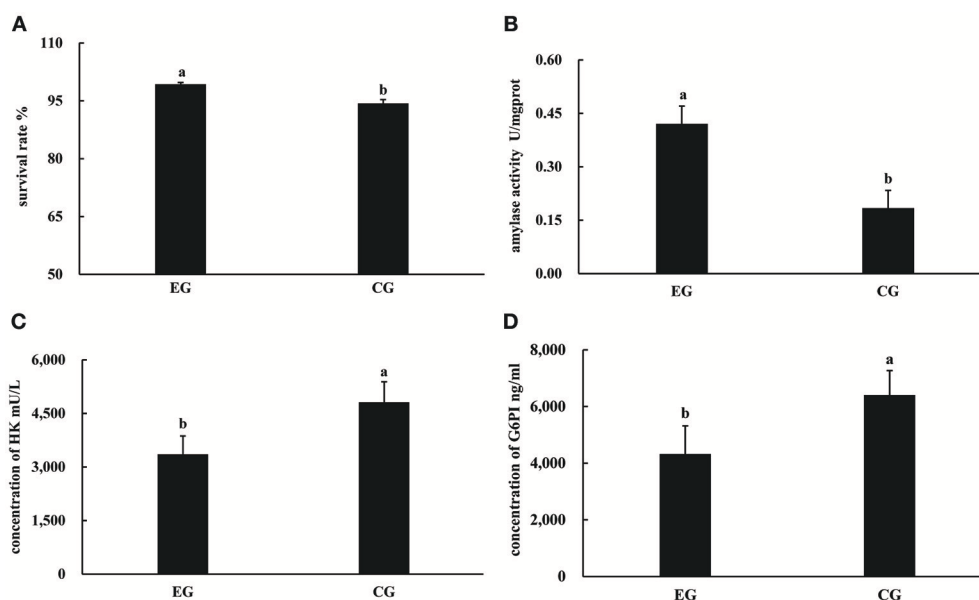 A
survival rate %
110
95
80
65
50
a
b
EG
CG
B
amylase activity U/mgprot
0.60
0.45
0.30
0.15
0.00
a
b
EG
CG
C
concentration of HK mU/L
6,000
4,500
3,000
1,500
0
b
a
EG
CG
D
concentration of G6PI ng/ml
8,000
6,000
4,000
2,000
0
b
a
EG
CG